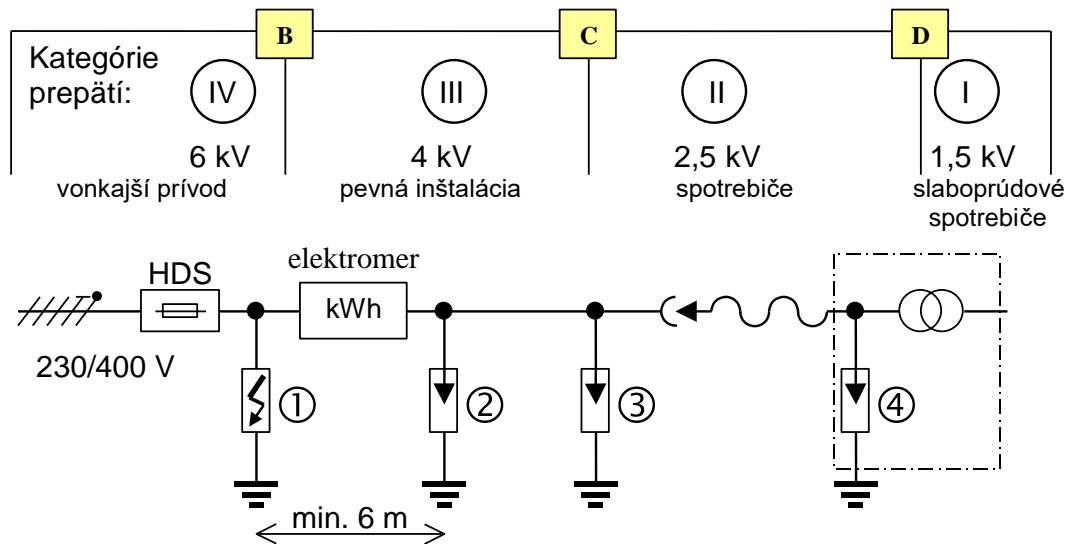 B
C
D
Kategórie
prepätí:
IV
III
II
I
6 kV
4 kV
2,5 kV
1,5 kV
vonkajší prívod
pevná inštalácia
spotrebiče
slaboprúdové
spotrebiče
HDS
elektromer
kWh
230/400 V
①
②
③
④
min. 6 m